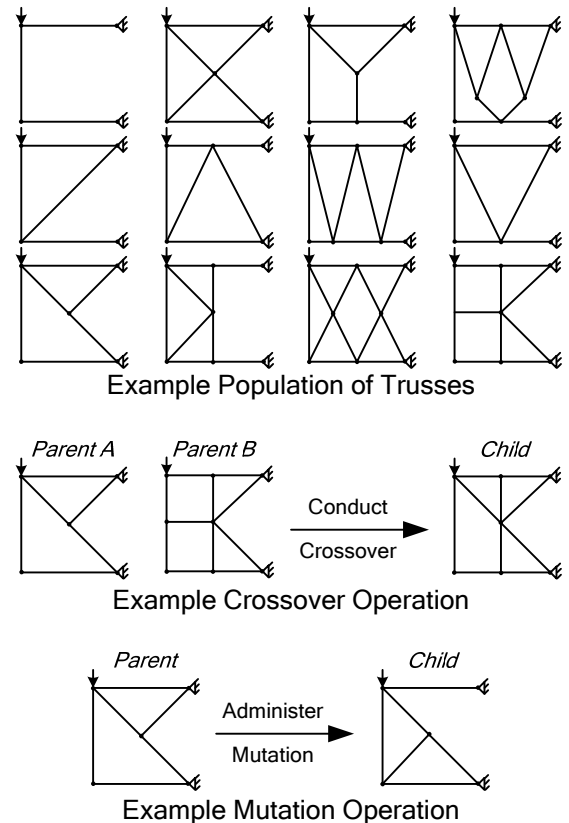 Example Population of Trusses
Parent A
Parent B
Child
Conduct
Crossover
Example Crossover Operation
Parent
Child
Administer
Mutation
Example Mutation Operation